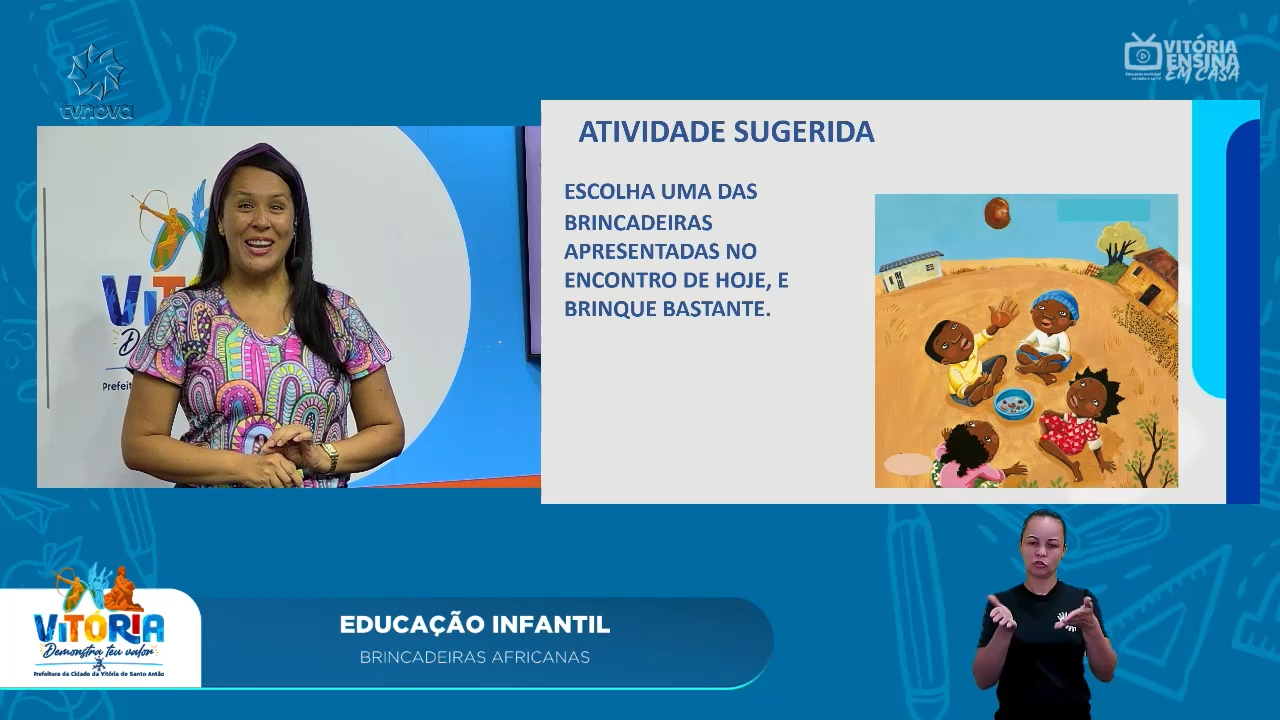 tvnova
VITÓRIA
ENSINA
EM CASA
ATIVIDADE SUGERIDA
ESCOLHA UMA DAS
BRINCADEIRAS
APRESENTADAS NO
ENCONTRO DE HOJE, E
BRINQUE BASTANTE.
EDUCAÇÃO INFANTIL
BRINCADEIRAS AFRICANAS
VITÓRIA
Demonstra teu valor
Prefeitura da Cidade da Vitória de Santo Antão